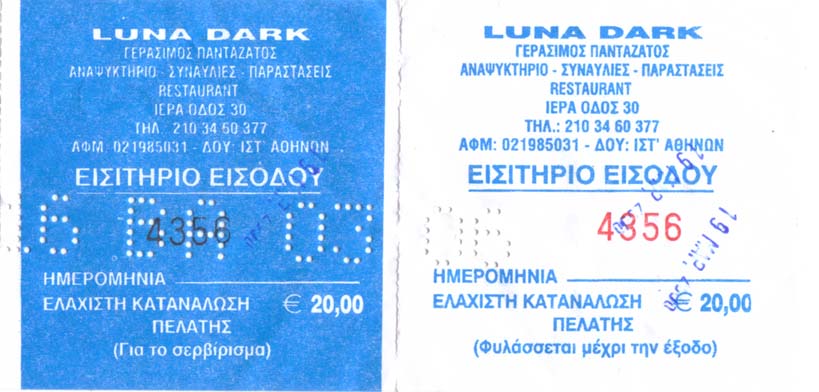 LUNA DARK
ΓΕΡΑΣΙΜΟΣ ΠΑΝΤΑΖΑΤΟΣ
ΑΝΑΨΥΚΤΗΡΙΟ - ΣΥΝΑΥΛΙΕΣ - ΠΑΡΑΣΤΑΣΕΙΣ
RESTAURANT
ΙΕΡΑ ΟΔΟΣ 30
ΤΗΛ.: 210 34 60 377
ΑΦΜ: 021985031 - ΔΟΥ: ΙΣΤ' ΑΘΗΝΩΝ
ΕΙΣΙΤΗΡΙΟ ΕΙΣΟΔΟΥ
4356
ΗΜΕΡΟΜΗΝΙΑ
ΕΛΑΧΙΣΤΗ ΚΑΤΑΝΑΛΩΣΗ € 20,00
ΠΕΛΑΤΗΣ
(Για το σερβίρισμα)
LUNA DARK
ΓΕΡΑΣΙΜΟΣ ΠΑΝΤΑΖΑΤΟΣ
ΑΝΑΨΥΚΤΗΡΙΟ - ΣΥΝΑΥΛΙΕΣ - ΠΑΡΑΣΤΑΣΕΙΣ
RESTAURANT
ΙΕΡΑ ΟΔΟΣ 30
ΤΗΛ.: 210 34 60 377
ΑΦΜ: 021985031 - ΔΟΥ: ΙΣΤ' ΑΘΗΝΩΝ
ΕΙΣΙΤΗΡΙΟ ΕΙΣΟΔΟΥ
4356
ΗΜΕΡΟΜΗΝΙΑ
ΕΛΑΧΙΣΤΗ ΚΑΤΑΝΑΛΩΣΗ € 20,00
ΠΕΛΑΤΗΣ
(Φυλάσσεται μέχρι την έξοδο)